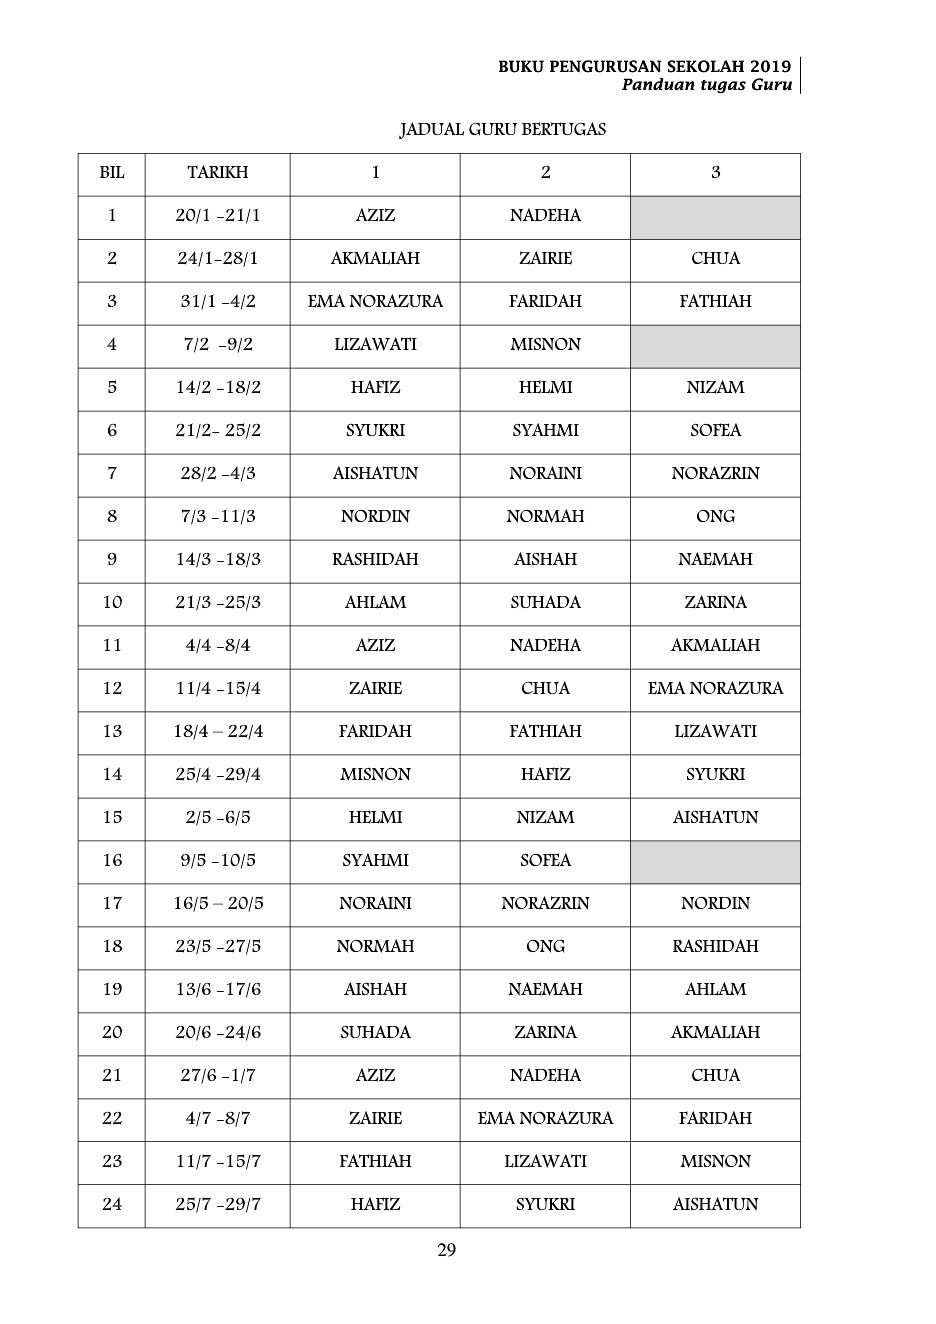 BUKU PENGURUSAN SEKOLAH 2019
Panduan tugas Guru
JADUAL GURU BERTUGAS
BIL TARIKH 1 2 3
1 20/1 -21/1 AZIZ NADEHA
2 24/1-28/1 AKMALIAH ZAIRIE CHUA
3 31/1 -4/2 EMA NORAZURA FARIDAH FATHIAH
4 7/2 -9/2 LIZAWATI MISNON
5 14/2 -18/2 HAFIZ HELMI NIZAM
6 21/2- 25/2 SYUKRI SYAHMI SOFEA
7 28/2 -4/3 AISHATUN NORAINI NORAZRIN
8 7/3 -11/3 NORDIN NORMAH ONG
9 14/3 -18/3 RASHIDAH AISHAH NAEMAH
10 21/3 -25/3 AHLAM SUHADA ZARINA
11 4/4 -8/4 AZIZ NADEHA AKMALIAH
12 11/4 -15/4 ZAIRIE CHUA EMA NORAZURA
13 18/4 – 22/4 FARIDAH FATHIAH LIZAWATI
14 25/4 -29/4 MISNON HAFIZ SYUKRI
15 2/5 -6/5 HELMI NIZAM AISHATUN
16 9/5 -10/5 SYAHMI SOFEA
17 16/5 – 20/5 NORAINI NORAZRIN NORDIN
18 23/5 -27/5 NORMAH ONG RASHIDAH
19 13/6 -17/6 AISHAH NAEMAH AHLAM
20 20/6 -24/6 SUHADA ZARINA AKMALIAH
21 27/6 -1/7 AZIZ NADEHA CHUA
22 4/7 -8/7 ZAIRIE EMA NORAZURA FARIDAH
23 11/7 -15/7 FATHIAH LIZAWATI MISNON
24 25/7 -29/7 HAFIZ SYUKRI AISHATUN
29